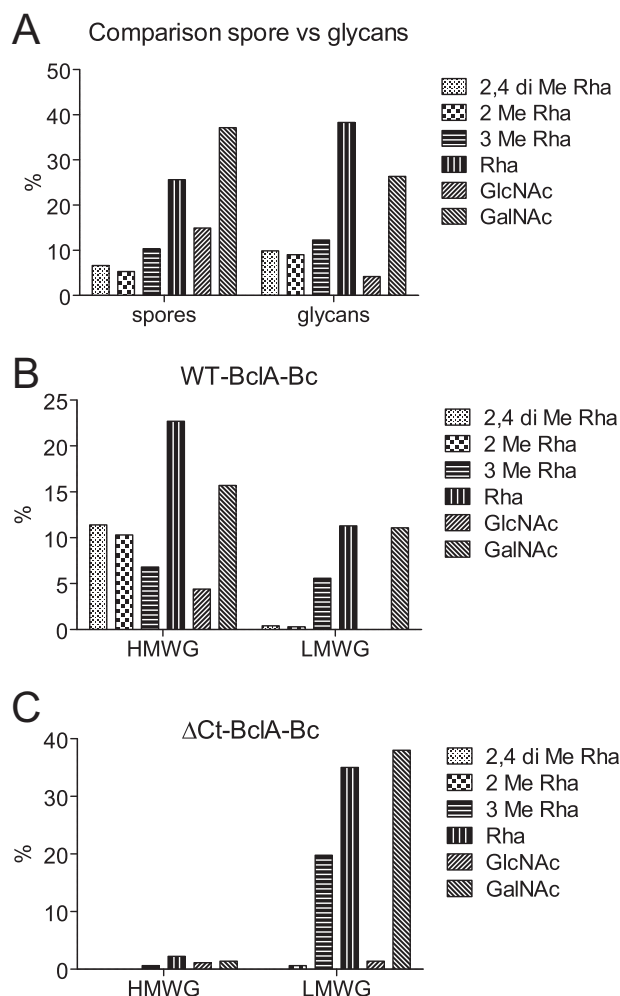 A
Comparison spore vs glycans
50
40
30
20
10
0
%
spores
glycans
2,4 di Me Rha
2 Me Rha
3 Me Rha
Rha
GlcNAc
GalNAc
B
WT-BclA-Bc
25
20
15
10
5
0
%
HMWG
LMWG
2,4 di Me Rha
2 Me Rha
3 Me Rha
Rha
GlcNAc
GalNAc
C
ΔCt-BclA-Bc
40
30
20
10
0
%
HMWG
LMWG
2,4 di Me Rha
2 Me Rha
3 Me Rha
Rha
GlcNAc
GalNAc